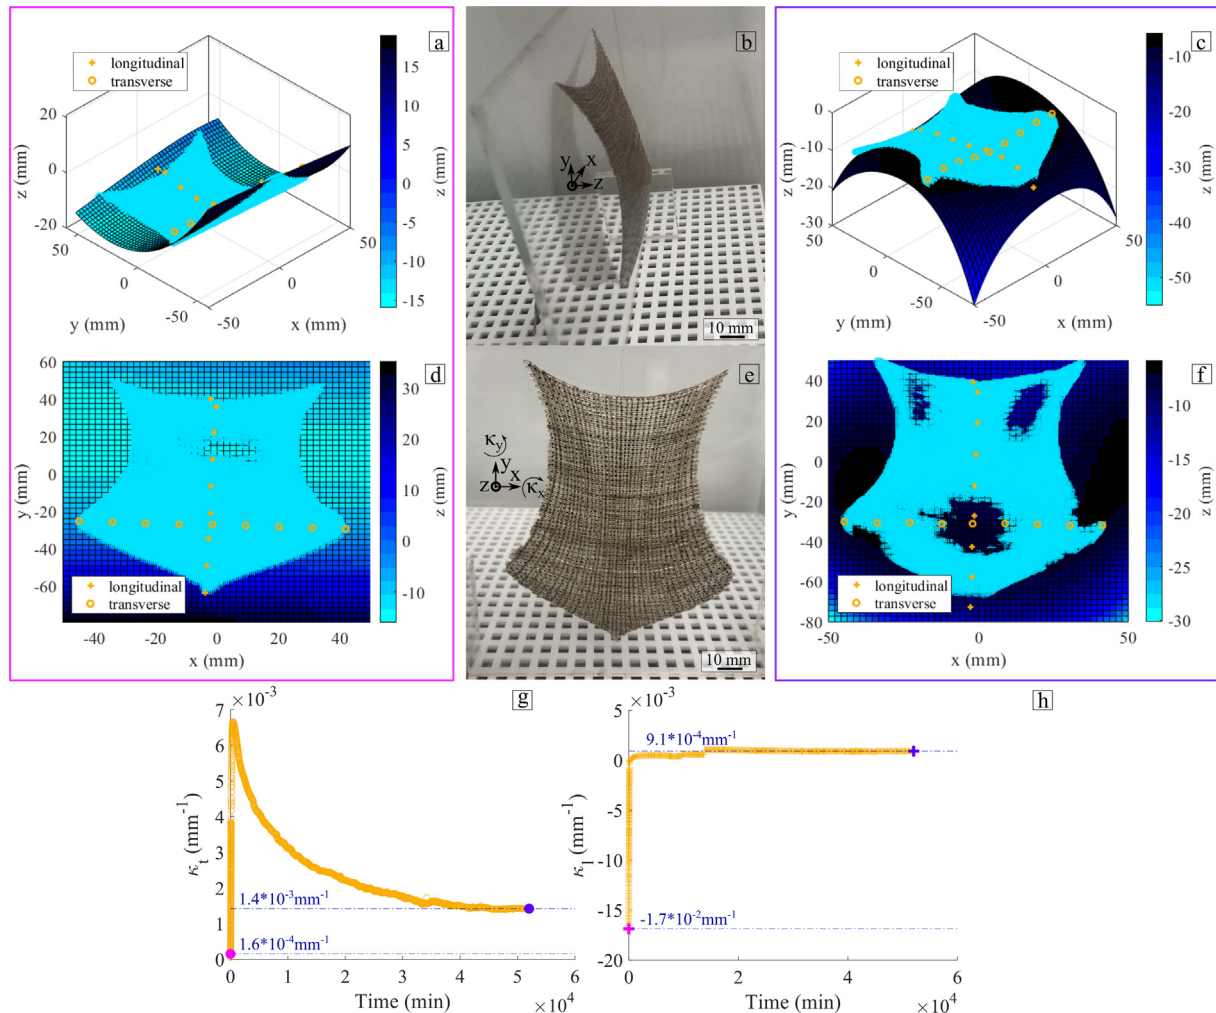 a
longitudinal
transverse
20
0
-20
z (mm)
50
0
-50
y (mm)
50
0
-50
x (mm)
15
10
5
0
-5
-10
-15
z (mm)
b
y
x
z
10 mm
c
longitudinal
transverse
0
-10
-20
-30
z (mm)
50
0
-50
y (mm)
50
0
-50
x (mm)
-10
-20
-30
-40
-50
z (mm)
d
60
40
20
0
-20
-40
-60
y (mm)
longitudinal
transverse
-40
-20
0
20
40
x (mm)
30
20
10
0
-10
z (mm)
e
κy
y
x
z
κx
10 mm
f
40
20
0
-20
-40
-60
-80
y (mm)
longitudinal
transverse
-50
0
50
x (mm)
-10
-15
-20
-25
-30
z (mm)
g
×10-3
7
6
5
4
3
2
1
0
κt (mm-1)
1.4*10-3mm-1
1.6*10-4mm-1
0 1 2 3 4 5 6
Time (min)
×104
h
×10-3
5
0
-5
-10
-15
-20
κl (mm-1)
9.1*10-4mm-1
-1.7*10-2mm-1
0 2 4 6
Time (min)
×104